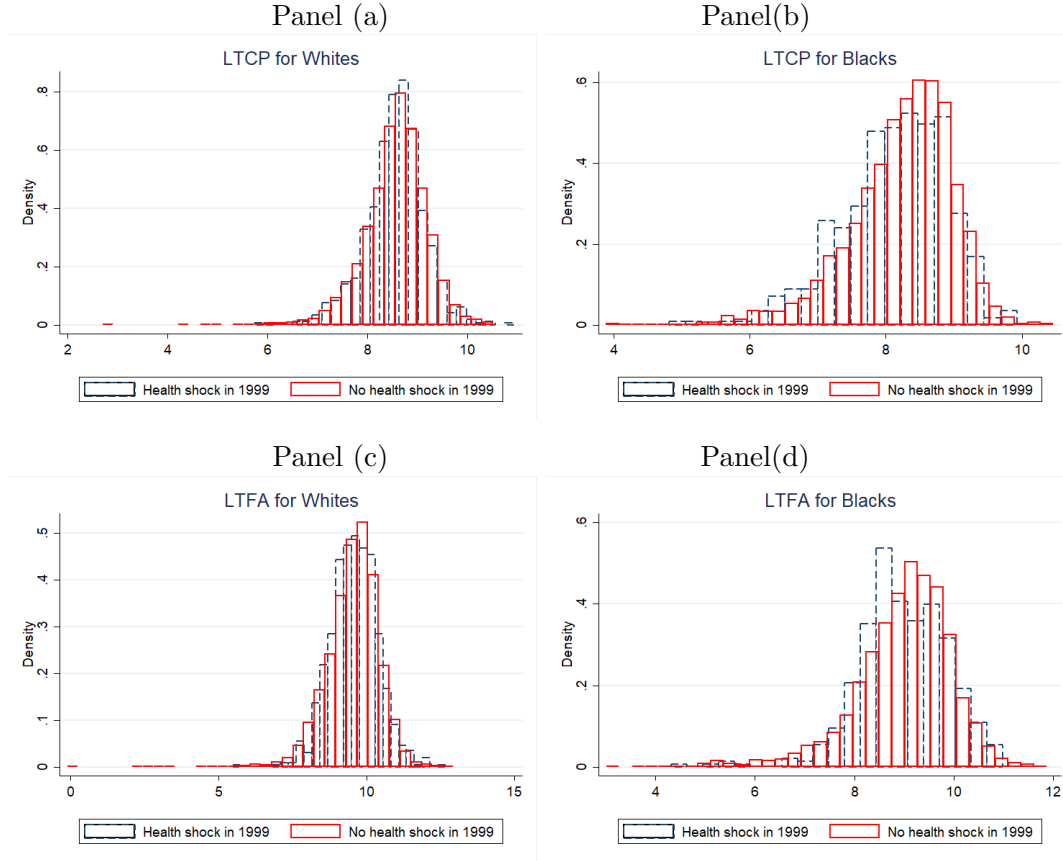 Panel (a)
Panel(b)
LTCP for Whites
Density
0 .2 .4 .6 .8
2 4 6 8 10
Health shock in 1999 No health shock in 1999
LTCP for Blacks
Density
0 .2 .4 .6
4 6 8 10
Health shock in 1999 No health shock in 1999
Panel (c)
Panel(d)
LTFA for Whites
Density
0 .1 .2 .3 .4 .5
0 5 10 15
Health shock in 1999 No health shock in 1999
LTFA for Blacks
Density
0 .2 .4 .6
4 6 8 10 12
Health shock in 1999 No health shock in 1999